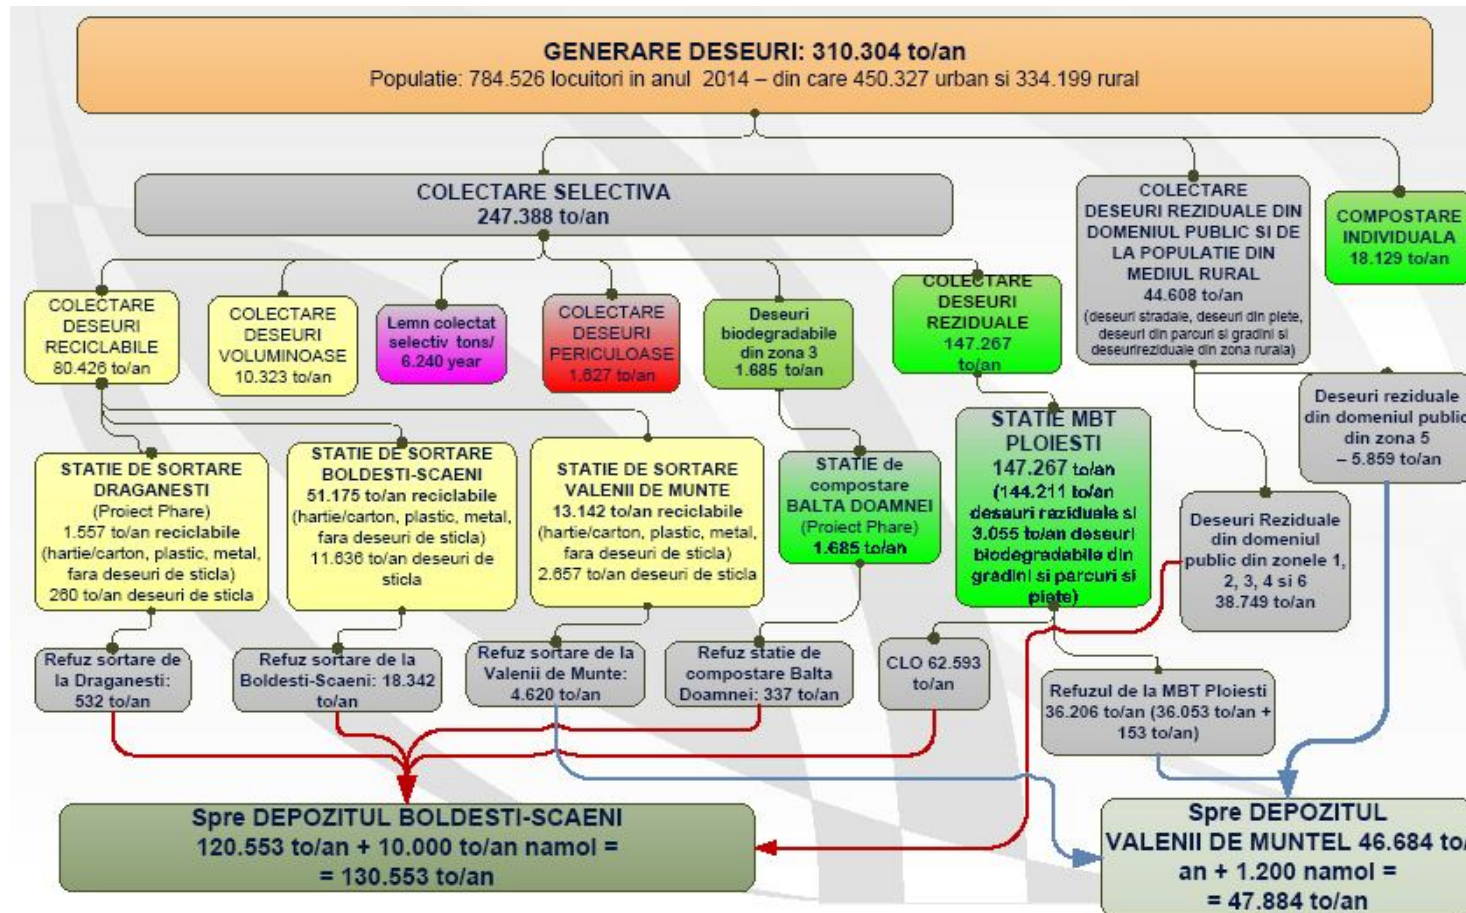 GENERARE DESEURI: 310.304 to/an
Populatie: 784.526 locuitori in anul 2014 – din care 450.327 urban si 334.199 rural
COLECTARE SELECTIVA
247.388 to/an
COLECTARE
DESEURI REZIDUALE DIN
DOMENIUL PUBLIC SI DE
LA POPULATIE DIN
MEDIUL RURAL
44.608 to/an
(deseuri stradale, deseuri din piete,
deseuri din parcuri si gradini si
deseurireziduale din zona rurala)
COMPOSTARE
INDIVIDUALA
18.129 to/an
COLECTARE
DESEURI
RECICLABILE
80.426 to/an
COLECTARE
DESEURI
VOLUMINOASE
10.323 to/an
Lemn colectat
selectiv tons/
6.240 year
COLECTARE
DESEURI
PERICULOASE
1.627 to/an
Deseuri
biodegradabile
din zona 3
1.685 to/an
COLECTARE
DESEURI
REZIDUALE
147.267
to/an
Deseuri reziduale
din domeniul public
din zona 5
– 5.859 to/an
STATIE DE SORTARE
DRAGANESTI
(Proiect Phare)
1.557 to/an reciclabile
(hartie/carton, plastic, metal,
fara deseuri de sticla)
260 to/an deseuri de sticla
STATIE DE SORTARE
BOLDESTI-SCAENI
51.175 to/an reciclabile
(hartie/carton, plastic, metal,
fara deseuri de sticla)
11.636 to/an deseuri de
sticla
STATIE DE SORTARE
VALENII DE MUNTE
13.142 to/an reciclabile
(hartie/carton, plastic, metal,
fara deseuri de sticla)
2.657 to/an deseuri de sticla
STATIE de
compostare
BALTA DOAMNEI
(Proiect Phare)
1.685 to/an
STATIE MBT
PLOIESTI
147.267 to/an
(144.211 to/an
deseuri reziduale si
3.055 to/an deseuri
biodegradabile din
gradini si parcuri si
piete)
Deseuri Reziduale
din domeniul
public din zonele 1,
2, 3, 4 si 6
38.749 to/an
Refuz sortare de
la Draganesti:
532 to/an
Refuz sortare de la
Boldesti-Scaeni: 18.342
to/an
Refuz sortare de la
Valenii de Munte:
4.620 to/an
Refuz statie de
compostare Balta
Doamnei: 337 to/an
CLO 62.593
to/an
Refuzul de la MBT Ploiesti
36.206 to/an (36.053 to/an +
153 to/an)
Spre DEPOZITUL BOLDESTI-SCAENI
120.553 to/an + 10.000 to/an namol =
= 130.553 to/an
Spre DEPOZITUL
VALENII DE MUNTEL 46.684 to/
an + 1.200 namol =
= 47.884 to/an